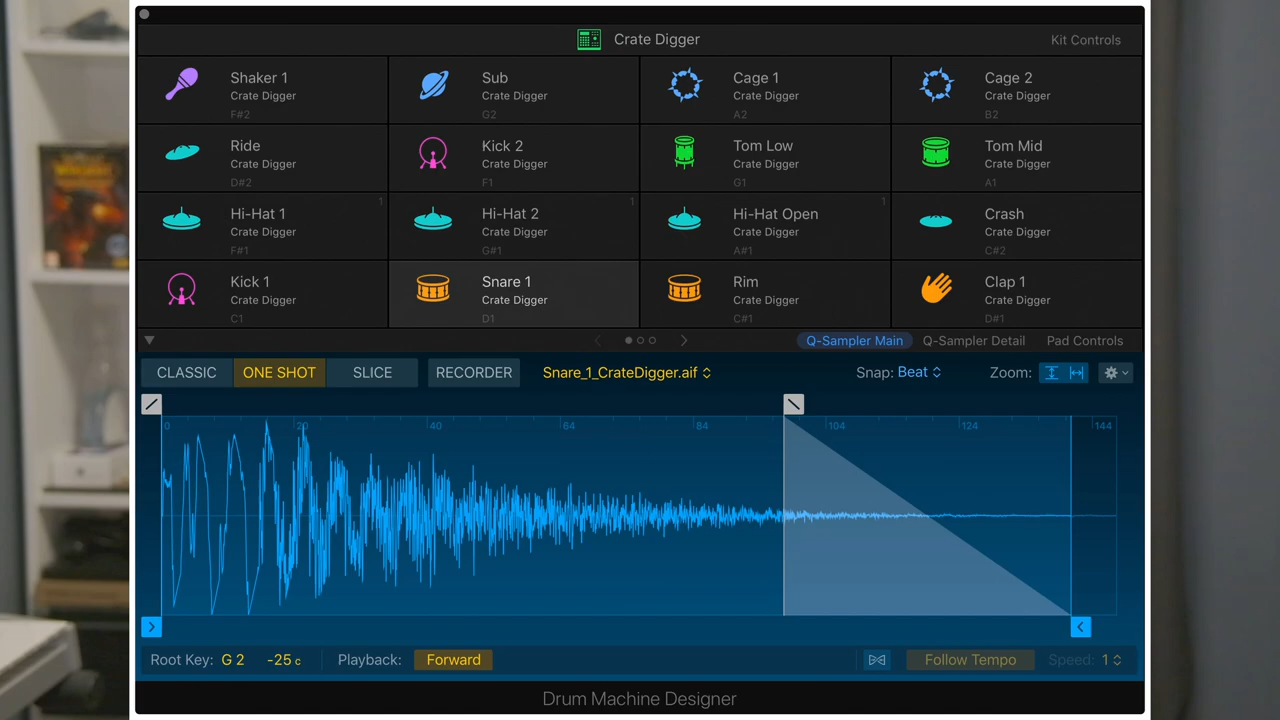 Crate Digger
Kit Controls
Shaker 1
Crate Digger
F#2
Sub
Crate Digger
G2
Cage 1
Crate Digger
A2
Cage 2
Crate Digger
B2
Ride
Crate Digger
D#2
Kick 2
Crate Digger
F1
Tom Low
Crate Digger
G1
Tom Mid
Crate Digger
A1
Hi-Hat 1
1
Crate Digger
F#1
Hi-Hat 2
1
Crate Digger
G#1
Hi-Hat Open
1
Crate Digger
A#1
Crash
Crate Digger
C#2
Kick 1
Crate Digger
C1
Snare 1
Crate Digger
D1
Rim
Crate Digger
C#1
Clap 1
Crate Digger
D#1
Q-Sampler Main Q-Sampler Detail Pad Controls
CLASSIC ONE SHOT SLICE RECORDER Snare_1_CrateDigger.aif Snap: Beat Zoom:
0 20 40 64 84 104 124 144
Root Key: G 2 -25 c Playback: Forward Follow Tempo Speed: 1
Drum Machine Designer